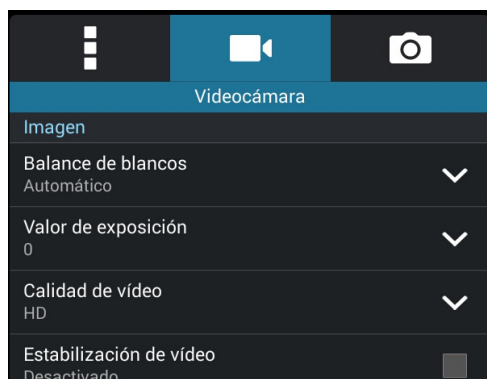 Videocámara
Imagen
Balance de blancos
Automático
Valor de exposición
0
Calidad de vídeo
HD
Estabilización de vídeo
Desactivado